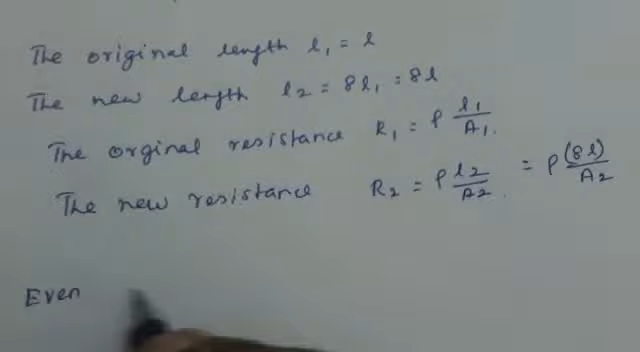 The original length l₁ = l
The new length l₂ = 8l₁ = 8l
The orginal resistance R₁ = ρ l₁/A₁.
The new resistance R₂ = ρ l₂/A₂. = ρ (8l)/A₂
Even